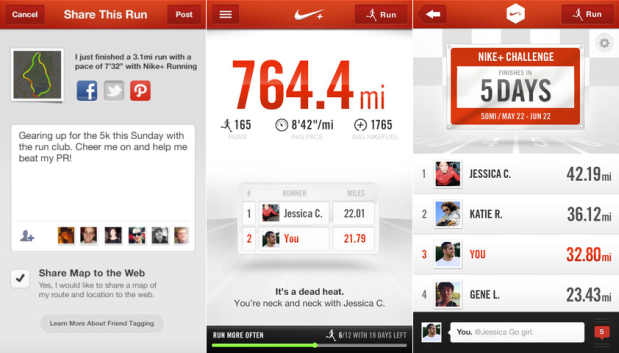 Cancel
Share This Run
Post
I just finished a 3.1mi run with a
pace of 7'32" with Nike+ Running
Gearing up for the 5k this Sunday with
the run club. Cheer me on and help me
beat my PR!
Share Map to the Web
Yes, I would like to share a map of
my route and location to the web.
Learn More About Friend Tagging
Run
764.4 mi
165
RUNS
8'42"/mi
AVG PACE
1765
AVG NIKEFUEL
# RUNNER MILES
1 Jessica C. 22.01
2 You 21.79
It's a dead heat.
You're neck and neck with Jessica C.
RUN MORE OFTEN
6/12 WITH 19 DAYS LEFT
Run
NIKE+ CHALLENGE
FINISHES IN
5 DAYS
50MI / MAY 22 - JUN 22
1 JESSICA C. 42.19mi
2 KATIE R. 36.12mi
3 YOU 32.80mi
4 GENE L. 23.43mi
You. @Jessica Go girl.
5